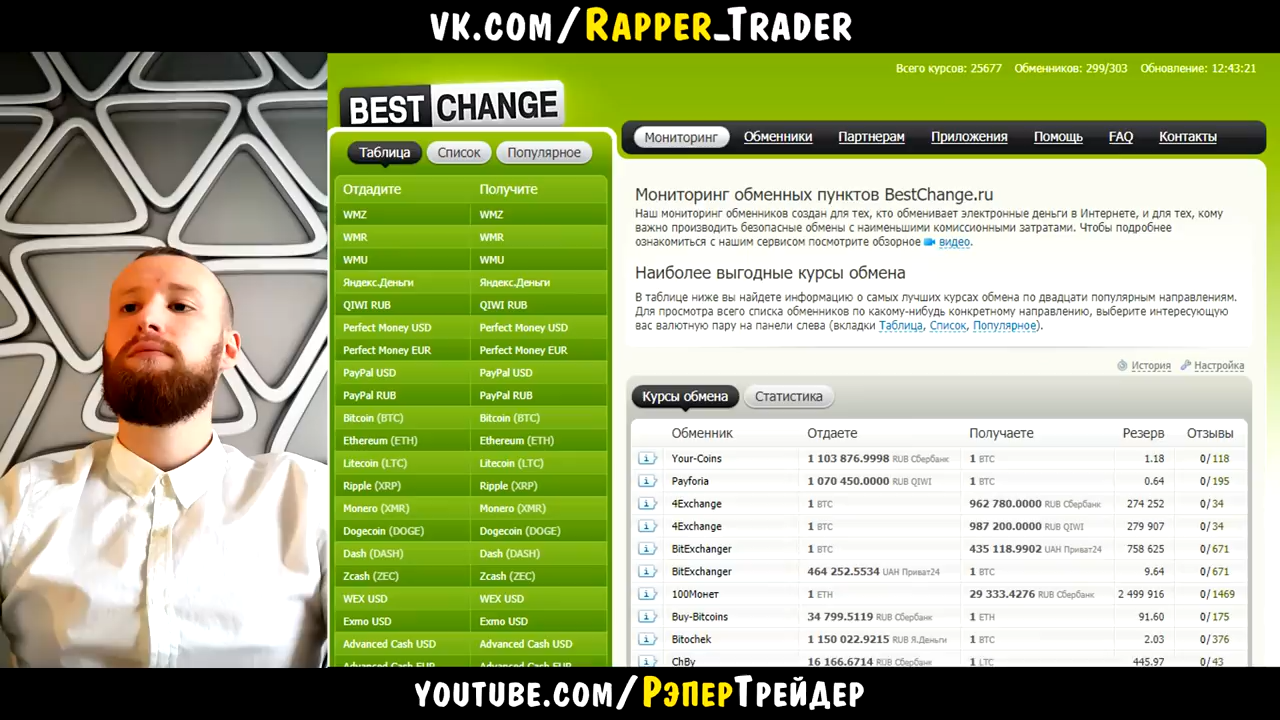 vk.com/Rapper_Trader
Всего курсов: 25677 Обменников: 299/303 Обновление: 12:43:21
BEST CHANGE
Мониторинг Обменники Партнерам Приложения Помощь FAQ Контакты
Таблица Список Популярное
Отдадите Получите
WMZ WMZ
WMR WMR
WMU WMU
Яндекс.Деньги Яндекс.Деньги
QIWI RUB QIWI RUB
Perfect Money USD Perfect Money USD
Perfect Money EUR Perfect Money EUR
PayPal USD PayPal USD
PayPal RUB PayPal RUB
Bitcoin (BTC) Bitcoin (BTC)
Ethereum (ETH) Ethereum (ETH)
Litecoin (LTC) Litecoin (LTC)
Ripple (XRP) Ripple (XRP)
Monero (XMR) Monero (XMR)
Dogecoin (DOGE) Dogecoin (DOGE)
Dash (DASH) Dash (DASH)
Zcash (ZEC) Zcash (ZEC)
WEX USD WEX USD
Exmo USD Exmo USD
Advanced Cash USD Advanced Cash USD
Advanced Cash EUR Advanced Cash EUR
Мониторинг обменных пунктов BestChange.ru
Наш мониторинг обменников создан для тех, кто обменивает электронные деньги в Интернете, и для тех, кому
важно производить безопасные обмены с наименьшими комиссионными затратами. Чтобы подробнее
ознакомиться с нашим сервисом посмотрите обзорное видео.
Наиболее выгодные курсы обмена
В таблице ниже вы найдете информацию о самых лучших курсах обмена по двадцати популярным направлениям.
Для просмотра всего списка обменников по какому-нибудь конкретному направлению, выберите интересующую
вас валютную пару на панели слева (вкладки Таблица, Список, Популярное).
История Настройка
Курсы обмена Статистика
Обменник Отдаете Получаете Резерв Отзывы
Your-Coins 1 103 876.9998 RUB Сбербанк 1 BTC 1.18 0/118
Payforia 1 070 450.0000 RUB QIWI 1 BTC 0.64 0/195
4Exchange 1 BTC 962 780.0000 RUB Сбербанк 274 252 0/34
4Exchange 1 BTC 987 200.0000 RUB QIWI 279 907 0/34
BitExchanger 1 BTC 435 118.9902 UAH Приват24 758 625 0/671
BitExchanger 464 252.5534 UAH Приват24 1 BTC 9.64 0/671
100Монет 1 ETH 29 333.4276 RUB Сбербанк 2 499 916 0/1469
Buy-Bitcoins 34 799.5119 RUB Сбербанк 1 ETH 91.60 0/175
Bitochek 1 150 022.9215 RUB Я.Деньги 1 BTC 2.03 0/376
ChBy 16 166.6714 RUB Сбербанк 1 LTC 445.97 0/43
youtube.com/РэперТрейдер